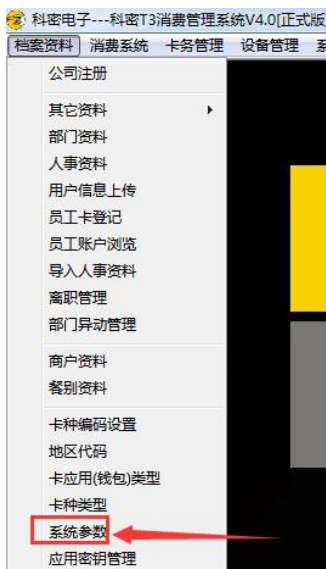 科密电子---科密T3消费管理系统V4.0[正式版
档案资料 消费系统 卡务管理 设备管理
公司注册
其它资料
部门资料
人事资料
用户信息上传
员工卡登记
员工账户浏览
导入人事资料
离职管理
部门异动管理
商户资料
餐别资料
卡种编码设置
地区代码
卡应用(钱包)类型
卡种类型
系统参数
应用密钥管理